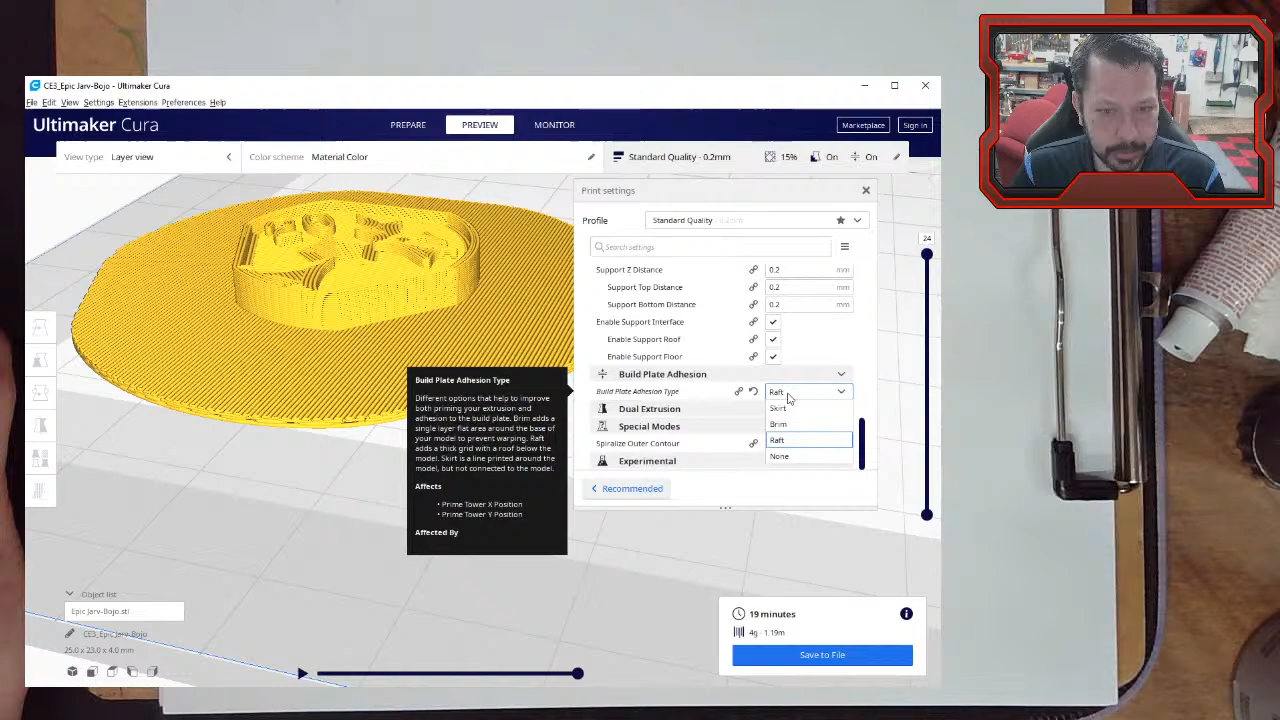 CE3_Epic Jarv-Bojo - Ultimaker Cura
File Edit View Settings Extensions Preferences Help
Ultimaker Cura
PREPARE
PREVIEW
MONITOR
Marketplace
Sign in
View type Layer view
Color scheme Material Color
Standard Quality - 0.2mm
15%
On
On
Print settings
Profile
Standard Quality - 0.2mm
Search settings
Support Z Distance 0.2 mm
Support Top Distance 0.2 mm
Support Bottom Distance 0.2 mm
Enable Support Interface
Enable Support Roof
Enable Support Floor
Build Plate Adhesion
Build Plate Adhesion Type Raft
Skirt
Brim
Raft
None
Dual Extrusion
Special Modes
Spiralize Outer Contour
Experimental
Recommended
24
Build Plate Adhesion Type
Different options that help to improve
both priming your extrusion and
adhesion to the build plate. Brim adds a
single layer flat area around the base of
your model to prevent warping. Raft
adds a thick grid with a roof below the
model. Skirt is a line printed around the
model, but not connected to the model.
Affects
• Prime Tower X Position
• Prime Tower Y Position
Affected By
Object list
Epic Jarv-Bojo.stl
CE3_Epic Jarv-Bojo
25.0 x 23.0 x 4.0 mm
19 minutes
4g · 1.19m
Save to File